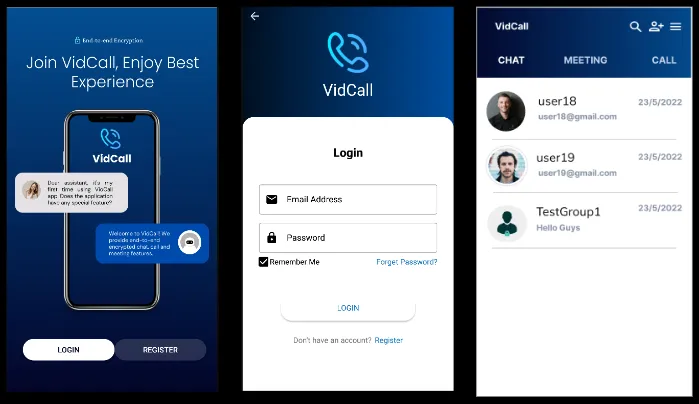 End-to-end Encryption
Join VidCall, Enjoy Best
Experience
VidCall
Dear assistant, it's my
first time using VidCall
app. Does the application
have any special feature?
Welcome to VidCall! We
provide end-to-end
encrypted chat, call and
meeting features.
LOGIN
REGISTER
VidCall
Login
Email Address
Password
Remember Me
Forget Password?
LOGIN
Don't have an account? Register
VidCall
CHAT
MEETING
CALL
user18
23/5/2022
user18@gmail.com
user19
23/5/2022
user19@gmail.com
TestGroup1
23/5/2022
Hello Guys